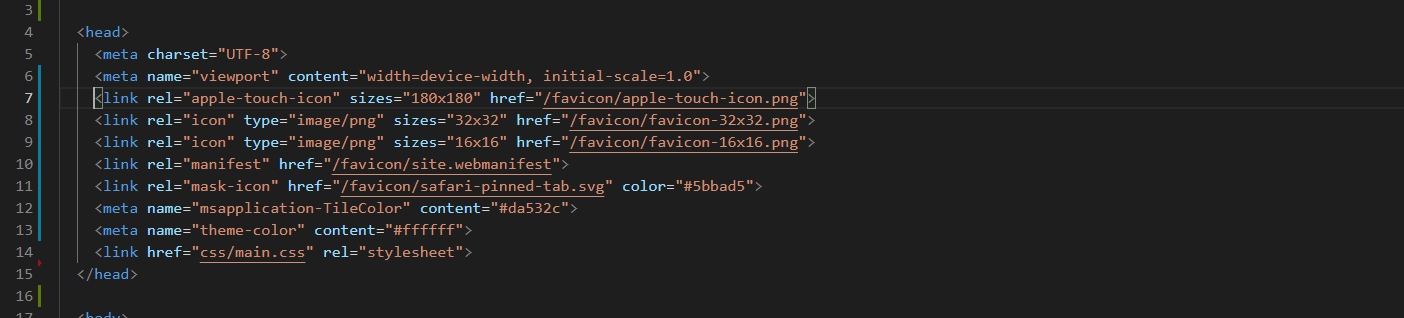 3
4 <head>
5 <meta charset="UTF-8">
6 <meta name="viewport" content="width=device-width, initial-scale=1.0">
7 <link rel="apple-touch-icon" sizes="180x180" href="/favicon/apple-touch-icon.png">
8 <link rel="icon" type="image/png" sizes="32x32" href="/favicon/favicon-32x32.png">
9 <link rel="icon" type="image/png" sizes="16x16" href="/favicon/favicon-16x16.png">
10 <link rel="manifest" href="/favicon/site.webmanifest">
11 <link rel="mask-icon" href="/favicon/safari-pinned-tab.svg" color="#5bbad5">
12 <meta name="msapplication-TileColor" content="#da532c">
13 <meta name="theme-color" content="#ffffff">
14 <link href="css/main.css" rel="stylesheet">
15 </head>
16
17 <body>